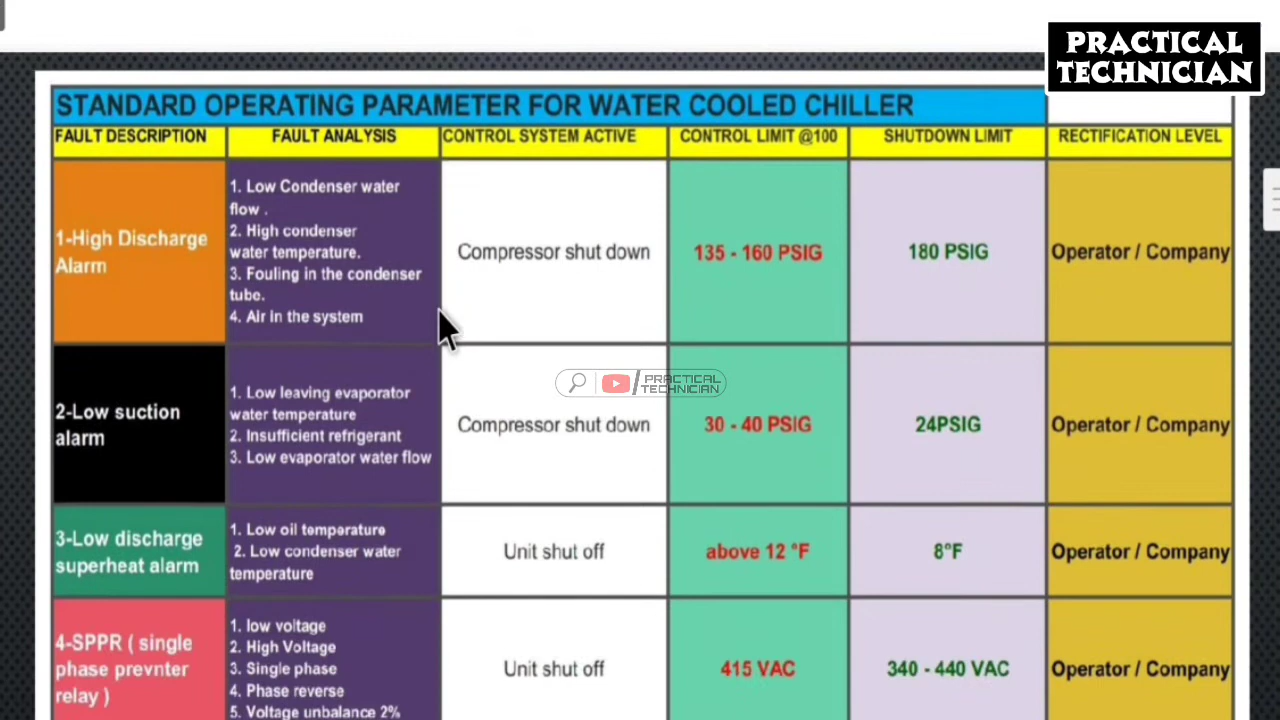 PRACTICAL
TECHNICIAN
STANDARD OPERATING PARAMETER FOR WATER COOLED CHILLER
FAULT DESCRIPTION
FAULT ANALYSIS
CONTROL SYSTEM ACTIVE
CONTROL LIMIT @100
SHUTDOWN LIMIT
RECTIFICATION LEVEL
1-High Discharge
Alarm
1. Low Condenser water
flow .
2. High condenser
water temperature.
3. Fouling in the condenser
tube.
4. Air in the system
Compressor shut down
135 - 160 PSIG
180 PSIG
Operator / Company
2-Low suction
alarm
1. Low leaving evaporator
water temperature
2. Insufficient refrigerant
3. Low evaporator water flow
Compressor shut down
30 - 40 PSIG
24PSIG
Operator / Company
PRACTICAL
TECHNICIAN
3-Low discharge
superheat alarm
1. Low oil temperature
2. Low condenser water
temperature
Unit shut off
above 12 °F
8°F
Operator / Company
4-SPPR ( single
phase prevnter
relay )
1. low voltage
2. High Voltage
3. Single phase
4. Phase reverse
5. Voltage unbalance 2%
Unit shut off
415 VAC
340 - 440 VAC
Operator / Company